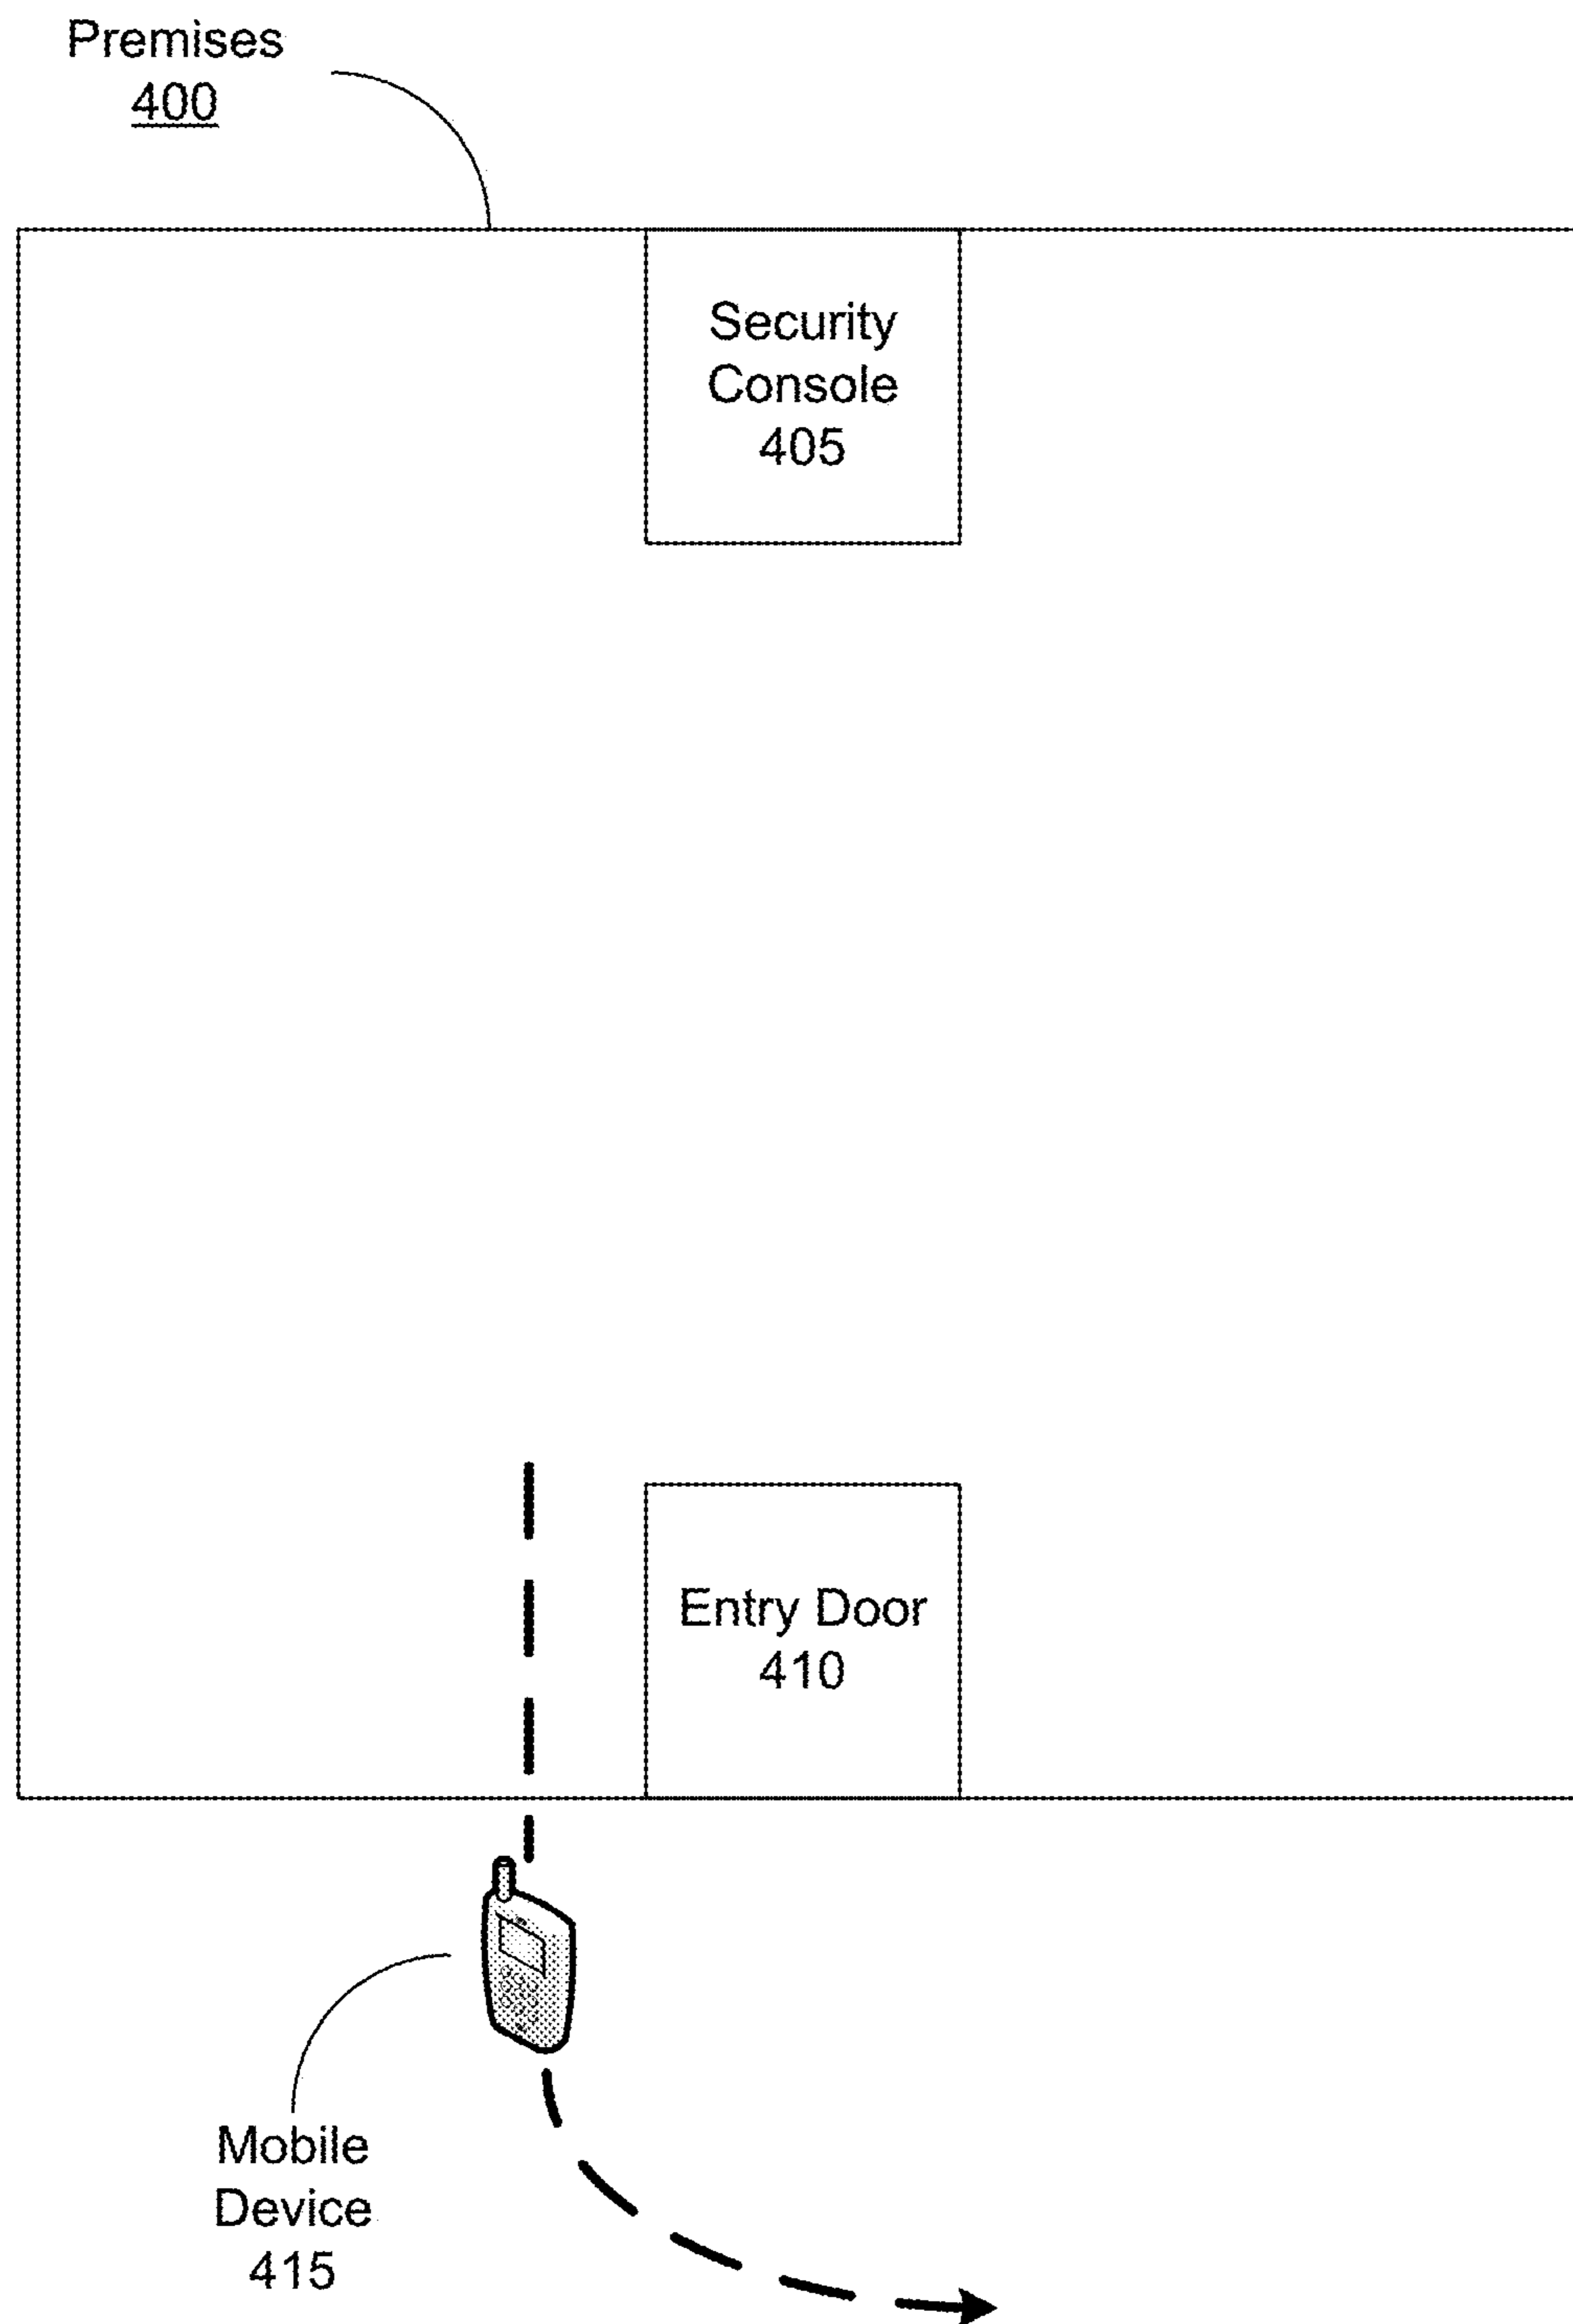 Premises
400
Security
Console
405
Entry Door
410
Mobile
Device
415